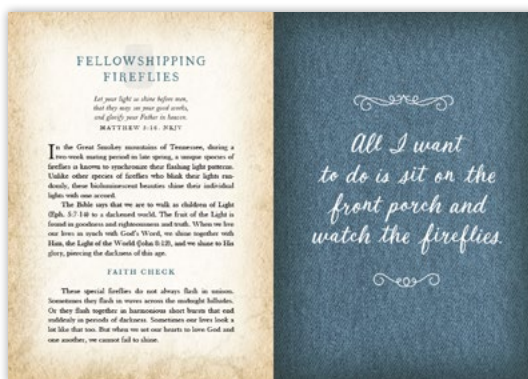 FELLOWSHIPPING
FIREFLIES
Let your light so shine before men,
that they may see your good works,
and glorify your Father in heaven.
MATTHEW 5:16, NKJV
In the Great Smokey mountains of Tennessee, during a
two-week mating period in late spring, a unique species of
fireflies is known to synchronize their flashing light patterns.
Unlike other species of fireflies who blink their lights ran-
domly, these bioluminescent beauties shine their individual
lights with one accord.
The Bible says that we are to walk as children of Light
(Eph. 5:7-14) to a darkened world. The fruit of the Light is
found in goodness and righteousness and truth. When we live
our lives in synch with God's Word, we shine together with
Him, the Light of the World (John 8:12), and we shine to His
glory, piercing the darkness of this age.
FAITH CHECK
These special fireflies do not always flash in unison.
Sometimes they flash in waves across the midnight hillsides.
Or they flash together in harmonious short bursts that end
suddenly in periods of darkness. Sometimes our lives look a
lot like that too. But when we set our hearts to love God and
one another, we cannot fail to shine.
All I want
to do is sit on the
front porch and
watch the fireflies.